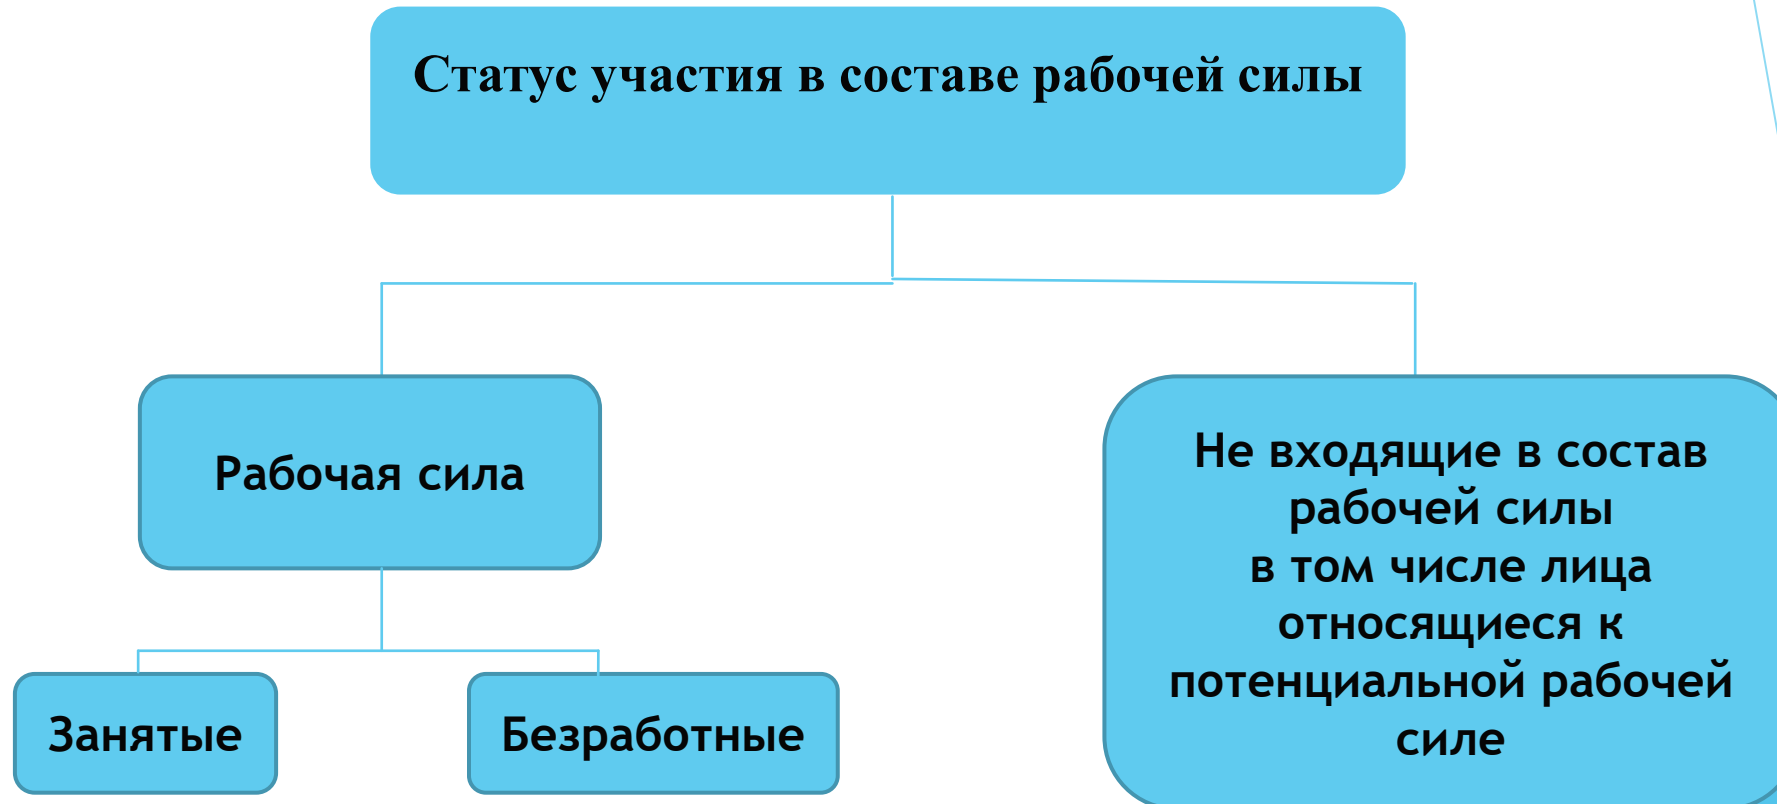 Статус участия в составе рабочей силы
Рабочая сила
Не входящие в состав
рабочей силы
в том числе лица
относящиеся к
потенциальной рабочей
силе
Занятые
Безработные